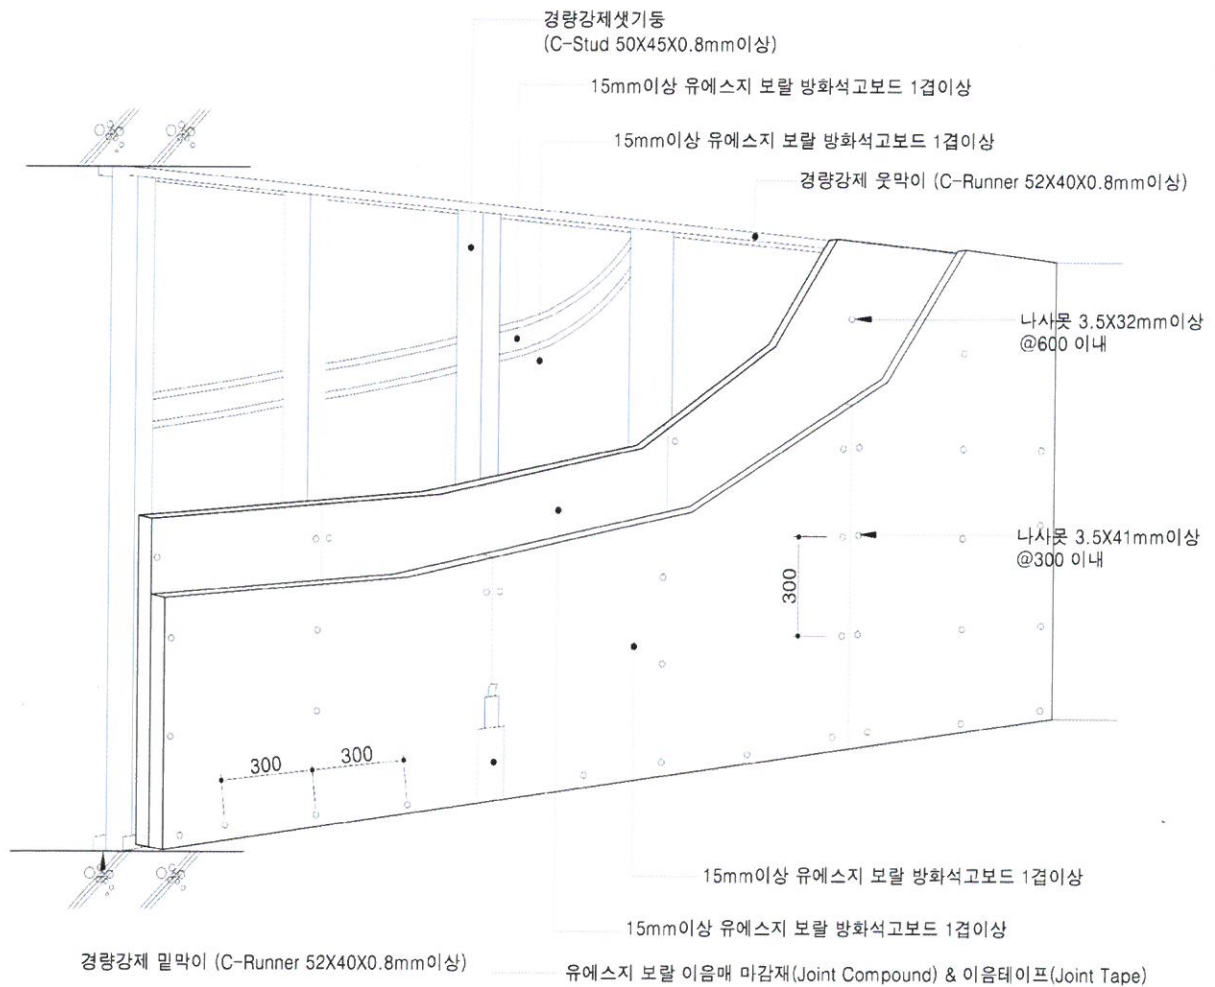 경량강제샛기둥
(C-Stud 50X45X0.8mm이상)
15mm이상 유에스지 보랄 방화석고보드 1겹이상
15mm이상 유에스지 보랄 방화석고보드 1겹이상
경량강제 웃막이 (C-Runner 52X40X0.8mm이상)
나사못 3.5X32mm이상
@600 이내
나사못 3.5X41mm이상
@300 이내
300
300
300
15mm이상 유에스지 보랄 방화석고보드 1겹이상
15mm이상 유에스지 보랄 방화석고보드 1겹이상
경량강제 밑막이 (C-Runner 52X40X0.8mm이상)
유에스지 보랄 이음매 마감재(Joint Compound) & 이음테이프(Joint Tape)